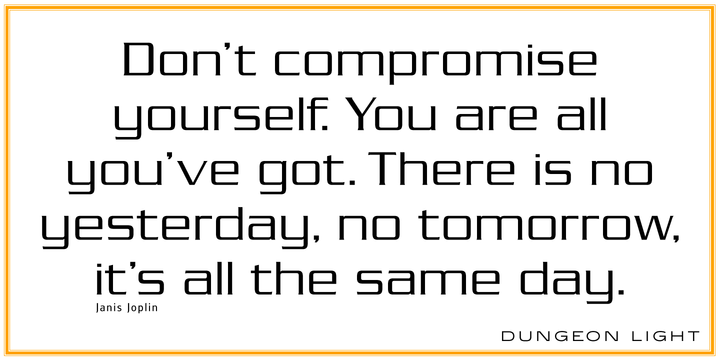 Don't compromise
yourself. You are all
you've got. There is no
yesterday, no tomorrow,
it's all the same day.
Janis Joplin
DUNGEON LIGHT